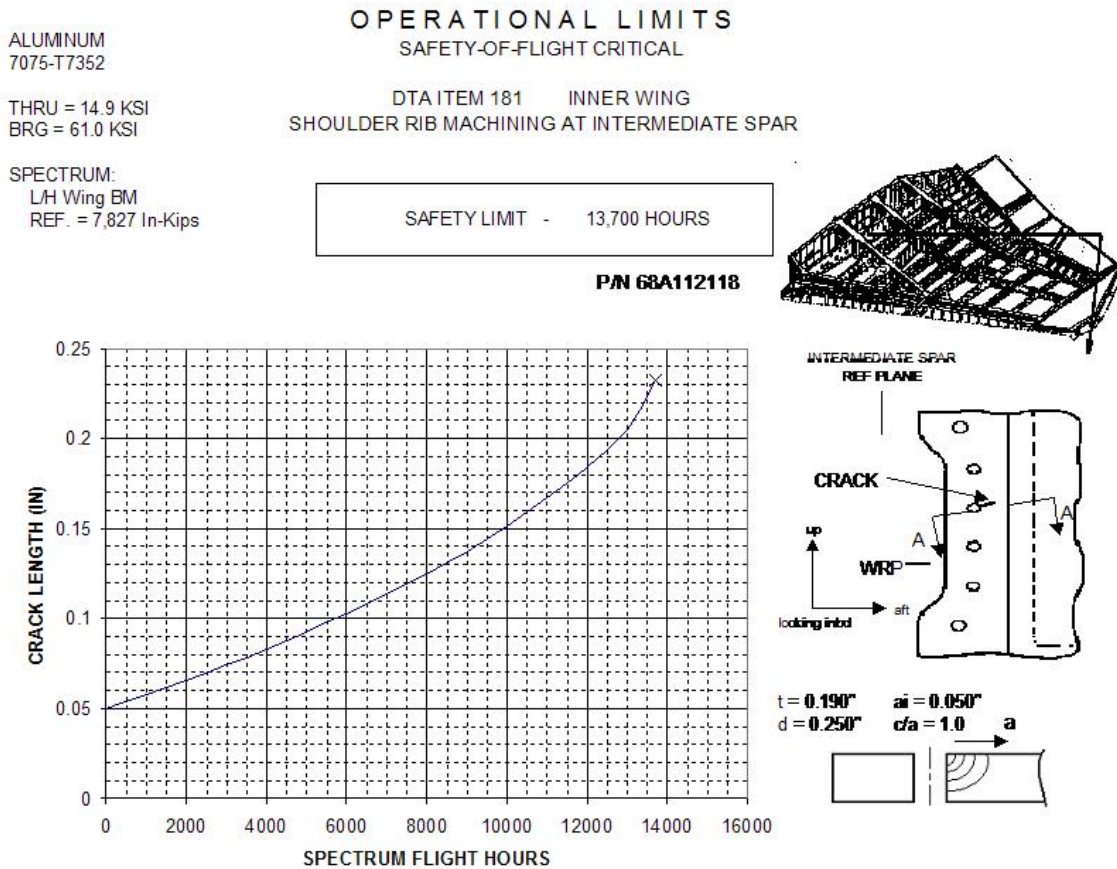 OPERATIONAL LIMITS
SAFETY-OF-FLIGHT CRITICAL
ALUMINUM
7075-T7352
THRU = 14.9 KSI
BRG = 61.0 KSI
SPECTRUM:
L/H Wing BM
REF. = 7,827 In-Kips
DTA ITEM 181 INNER WING
SHOULDER RIB MACHINING AT INTERMEDIATE SPAR
SAFETY LIMIT - 13,700 HOURS
P/N 68A112118
0.25
0.2
0.15
0.1
0.05
0
CRACK LENGTH (IN)
0 2000 4000 6000 8000 10000 12000 14000 16000
SPECTRUM FLIGHT HOURS
INTERMEDIATE SPAR
REF PLANE
CRACK
A
A
up
WRP
aft
looking inbd
t = 0.190" ai = 0.050"
d = 0.250" c/a = 1.0 a